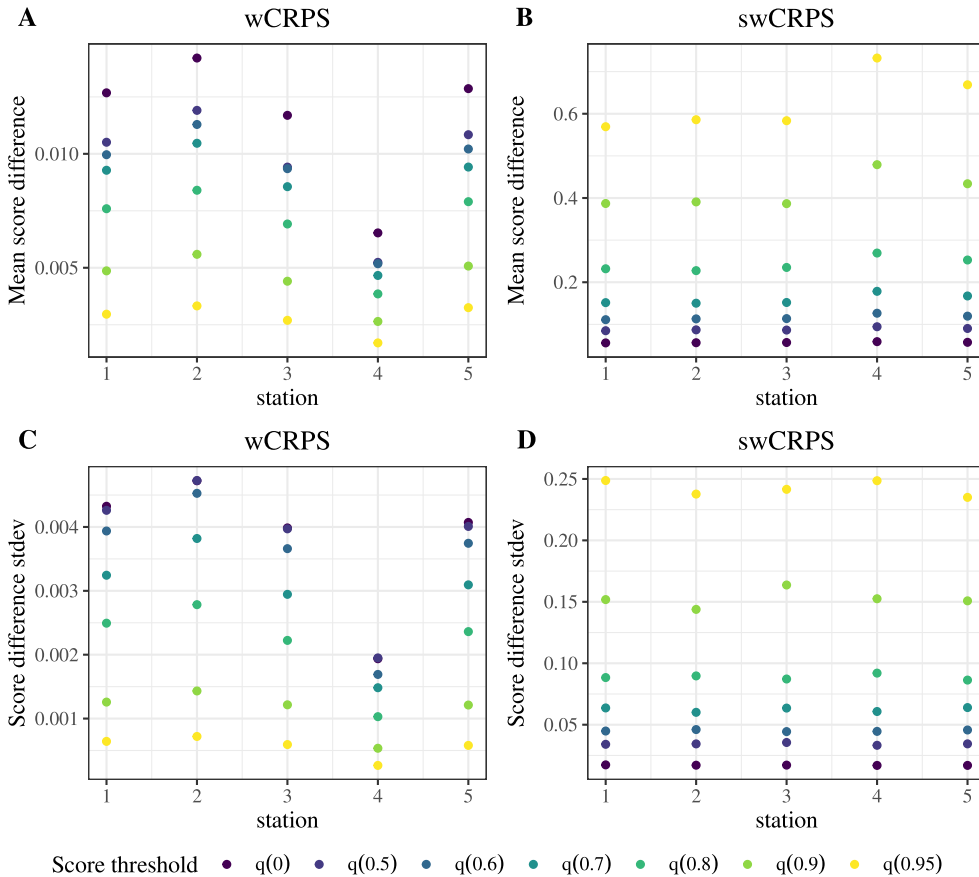 A
wCRPS
Mean score difference
0.010
0.005
1 2 3 4 5
station
B
swCRPS
Mean score difference
0.6
0.4
0.2
1 2 3 4 5
station
C
wCRPS
Score difference stdev
0.004
0.003
0.002
0.001
1 2 3 4 5
station
D
swCRPS
Score difference stdev
0.25
0.20
0.15
0.10
0.05
1 2 3 4 5
station
Score threshold q(0) q(0.5) q(0.6) q(0.7) q(0.8) q(0.9) q(0.95)